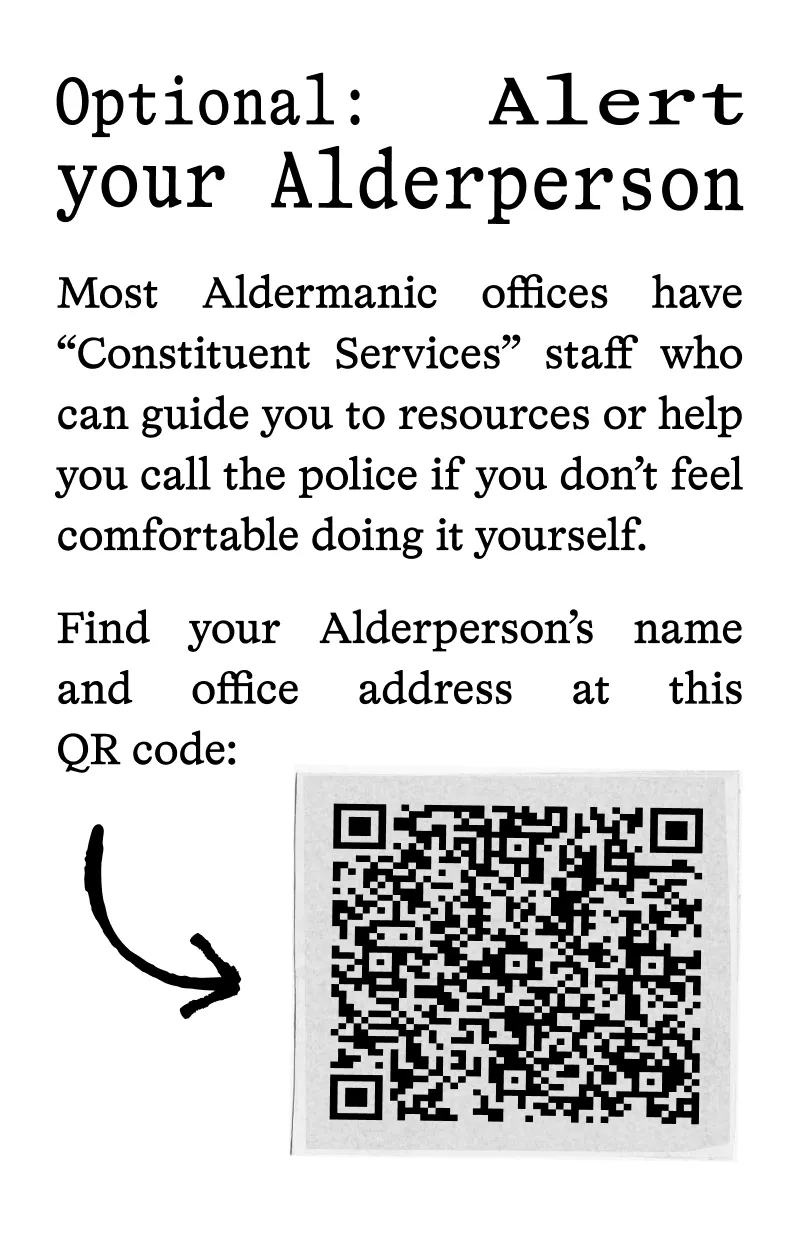 Optional: Alert
your Alderperson
Most Aldermanic offices have
“Constituent Services” staff who
can guide you to resources or help
you call the police if you don’t feel
comfortable doing it yourself.
Find your Alderperson’s name
and office address at this
QR code: